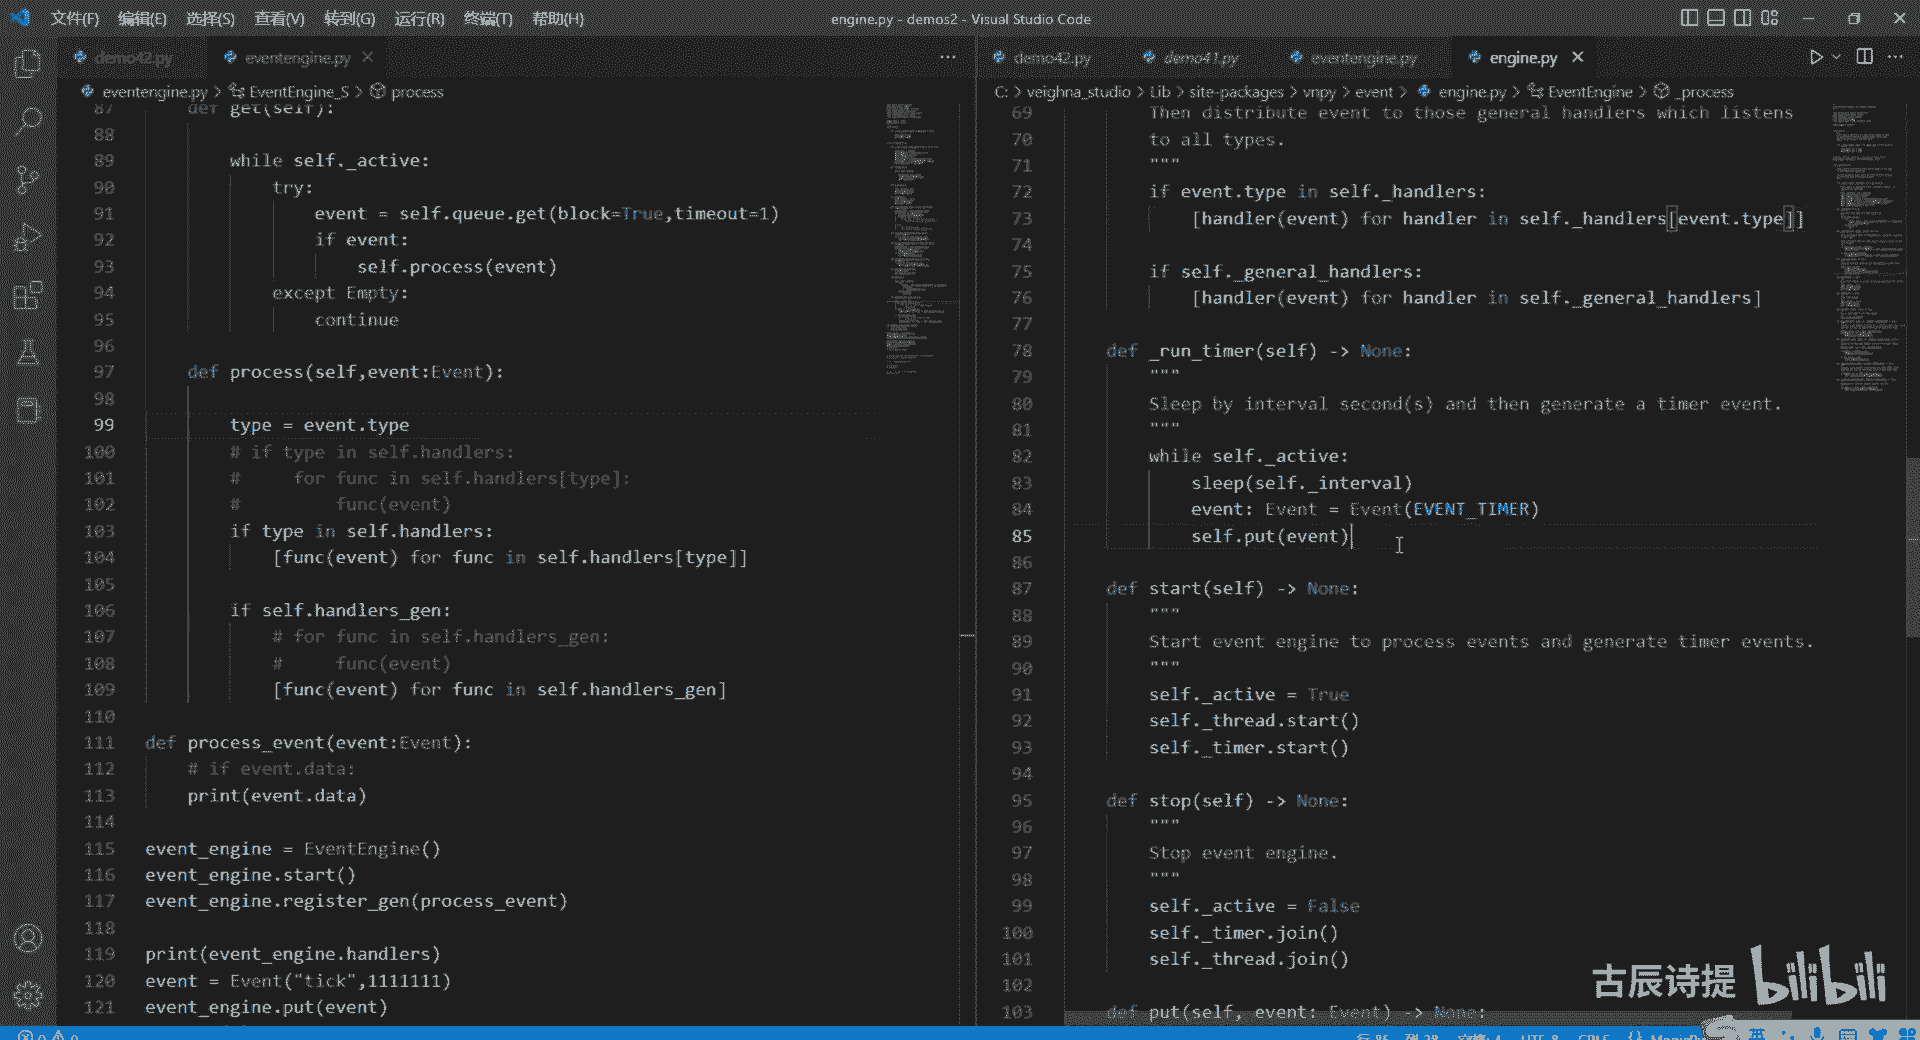 文件(F) 编辑(E) 选择(S) 查看(V) 转到(G) 运行(R) 终端(T) 帮助(H) engine.py - demos2 - Visual Studio Code
demo42.py eventengine.py
eventengine.py > EventEngine_S > process
87 def get(self):
88
89 while self._active:
90 try:
91 event = self.queue.get(block=True,timeout=1)
92 if event:
93 self.process(event)
94 except Empty:
95 continue
96
97 def process(self,event:Event):
98
99 type = event.type
100 # if type in self.handlers:
101 #     for func in self.handlers[type]:
102 #         func(event)
103 if type in self.handlers:
104 [func(event) for func in self.handlers[type]]
105
106 if self.handlers_gen:
107 # for func in self.handlers_gen:
108 #     func(event)
109 [func(event) for func in self.handlers_gen]
110
111 def process_event(event:Event):
112 # if event.data:
113 print(event.data)
114
115 event_engine = EventEngine()
116 event_engine.start()
117 event_engine.register_gen(process_event)
118
119 print(event_engine.handlers)
120 event = Event("tick",1111111)
121 event_engine.put(event)
demo42.py demo41.py eventengine.py engine.py
C: > veighna_studio > Lib > site-packages > vnpy > event > engine.py > EventEngine > _process
69 Then distribute event to those general handlers which listens
70 to all types.
71 """
72 if event.type in self._handlers:
73 [handler(event) for handler in self._handlers[event.type]]
74
75 if self._general_handlers:
76 [handler(event) for handler in self._general_handlers]
77
78 def _run_timer(self) -> None:
79 """
80 Sleep by interval second(s) and then generate a timer event.
81 """
82 while self._active:
83 sleep(self._interval)
84 event: Event = Event(EVENT_TIMER)
85 self.put(event)
86
87 def start(self) -> None:
88 """
89 Start event engine to process events and generate timer events.
90 """
91 self._active = True
92 self._thread.start()
93 self._timer.start()
94
95 def stop(self) -> None:
96 """
97 Stop event engine.
98 """
99 self._active = False
100 self._timer.join()
101 self._thread.join()
102
103 def put(self, event: Event) -> None:
古辰诗提 bilibili